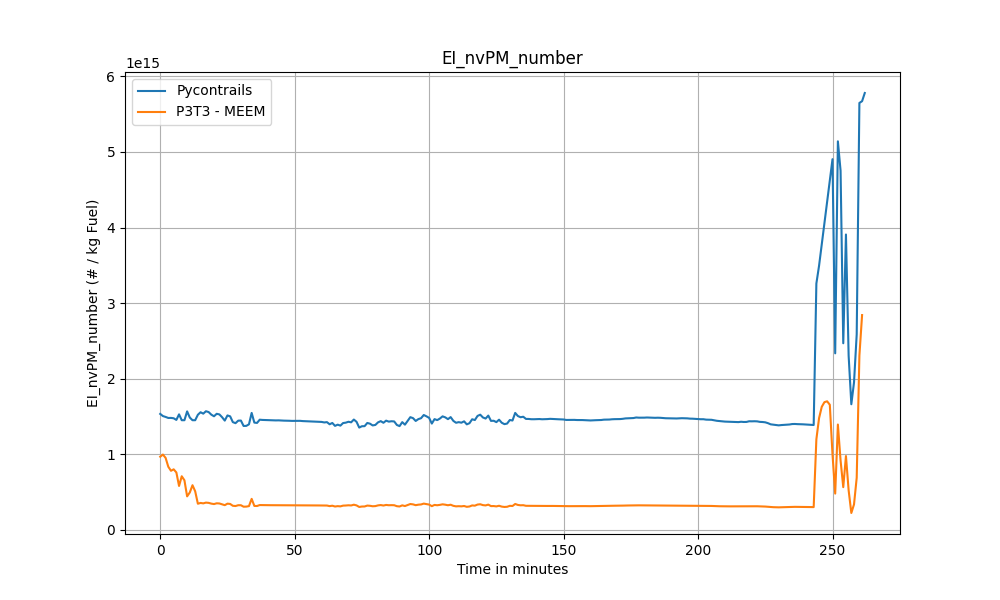 EI_nvPM_number
1e15
Pycontrails
P3T3 - MEEM
6
5
4
3
2
1
0
EI_nvPM_number (# / kg Fuel)
0 50 100 150 200 250
Time in minutes